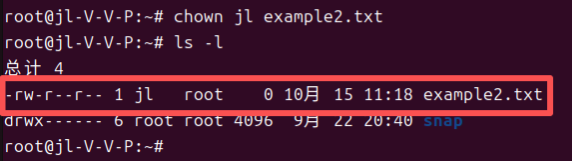 root@jl-V-V-P:~# chown jl example2.txt
root@jl-V-V-P:~# ls -l
总计 4
-rw-r--r-- 1 jl   root    0 10月  15 11:18 example2.txt
drwx------ 6 root root 4096  9月  22 20:40 snap
root@jl-V-V-P:~#